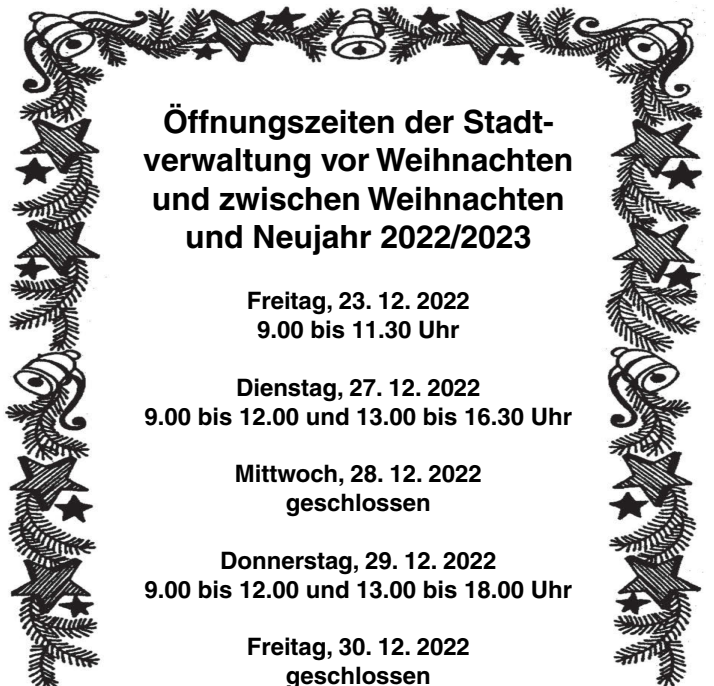 Öffnungszeiten der Stadt-
verwaltung vor Weihnachten
und zwischen Weihnachten
und Neujahr 2022/2023
Freitag, 23. 12. 2022
9.00 bis 11.30 Uhr
Dienstag, 27. 12. 2022
9.00 bis 12.00 und 13.00 bis 16.30 Uhr
Mittwoch, 28. 12. 2022
geschlossen
Donnerstag, 29. 12. 2022
9.00 bis 12.00 und 13.00 bis 18.00 Uhr
Freitag, 30. 12. 2022
geschlossen